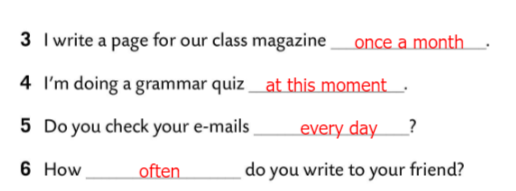 3 I write a page for our class magazine once a month.
4 I'm doing a grammar quiz at this moment.
5 Do you check your e-mails every day?
6 How often do you write to your friend?